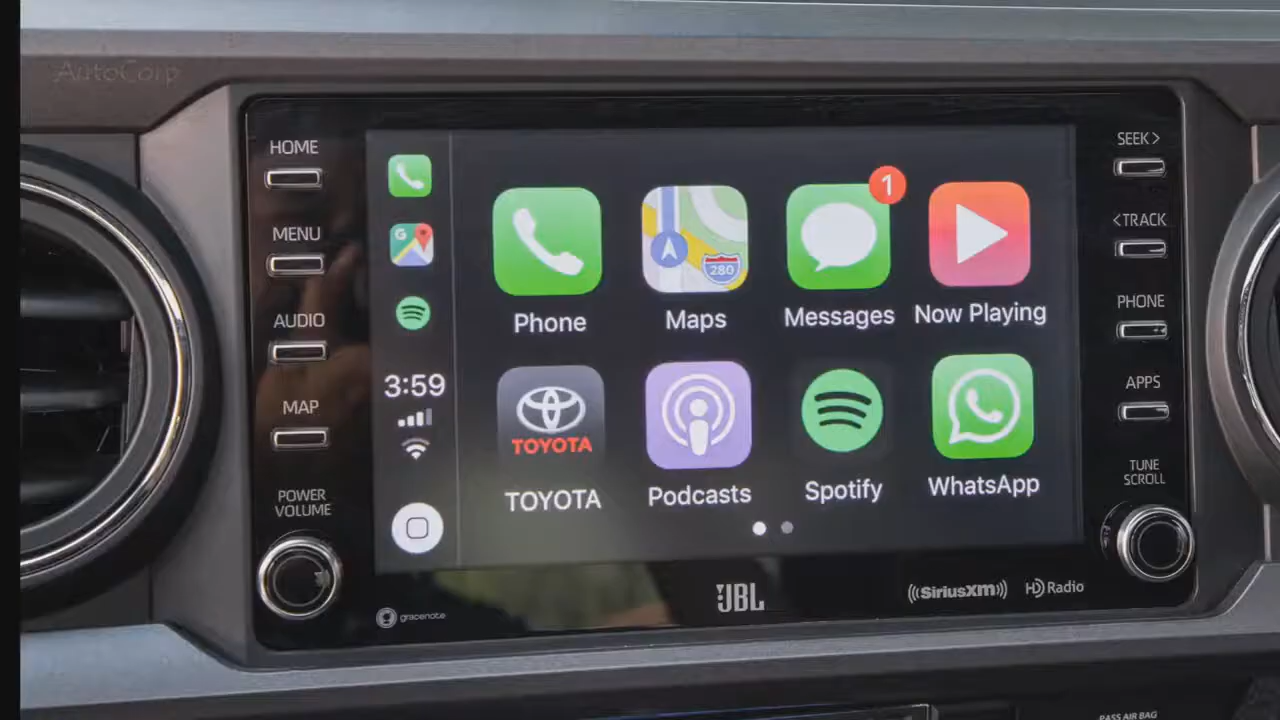 AutoCorp
HOME
MENU
AUDIO
MAP
POWER
VOLUME
3:59
G
1
280
Phone
Maps
Messages
Now Playing
TOYOTA
TOYOTA
Podcasts
Spotify
WhatsApp
SEEK>
<TRACK
PHONE
APPS
TUNE
SCROLL
gracenote
JBL
((SiriusXM))
HD Radio
PASS AIR BAG